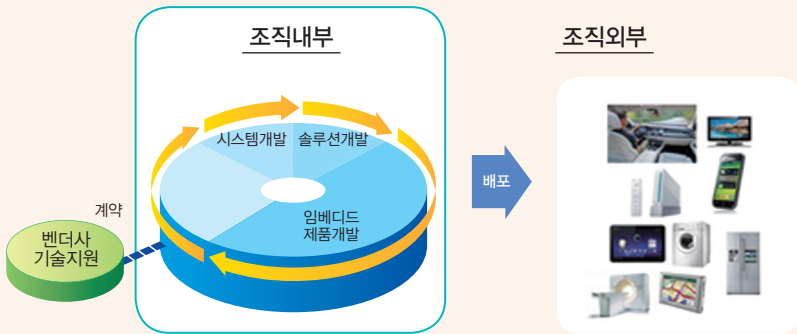 조직내부
조직외부
시스템개발
솔루션개발
임베디드
제품개발
계약
벤더사
기술지원
배포